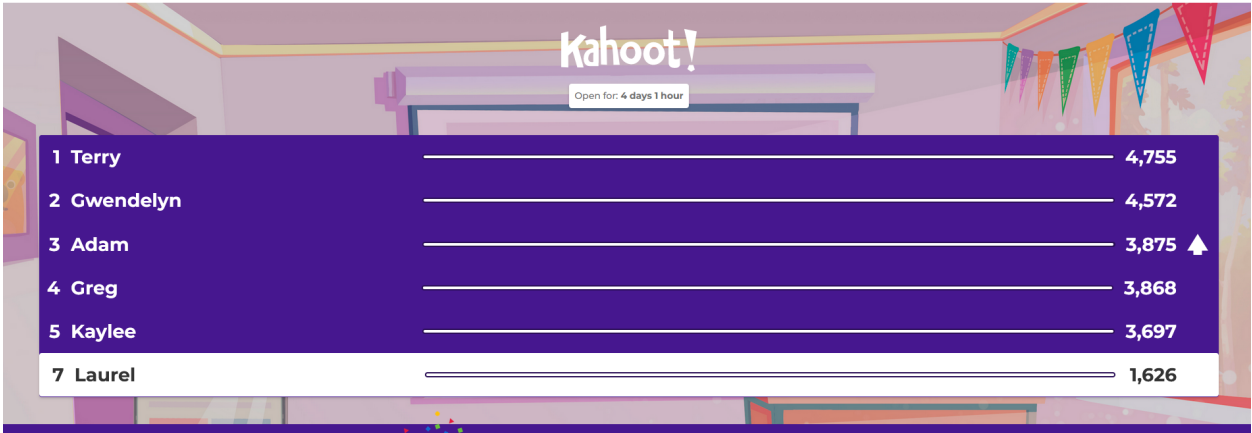 Kahoot!
Open for: 4 days 1 hour
1 Terry 4,755
2 Gwendelyn 4,572
3 Adam 3,875
4 Greg 3,868
5 Kaylee 3,697
7 Laurel 1,626